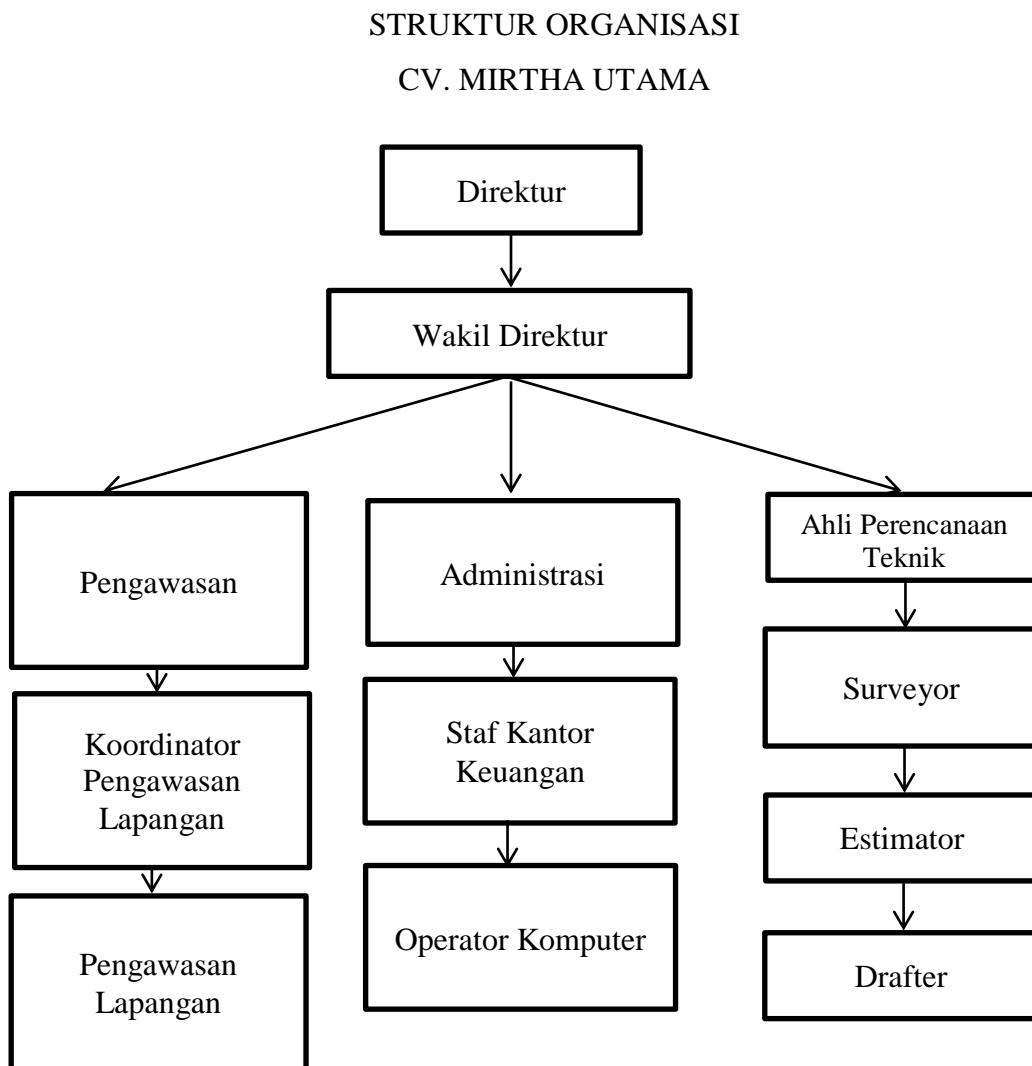 STRUKTUR ORGANISASI
CV. MIRTHA UTAMA
Direktur
Wakil Direktur
Pengawasan
Administrasi
Ahli Perencanaan
Teknik
Koordinator
Pengawasan
Lapangan
Staf Kantor
Keuangan
Surveyor
Estimator
Pengawasan
Lapangan
Operator Komputer
Drafter